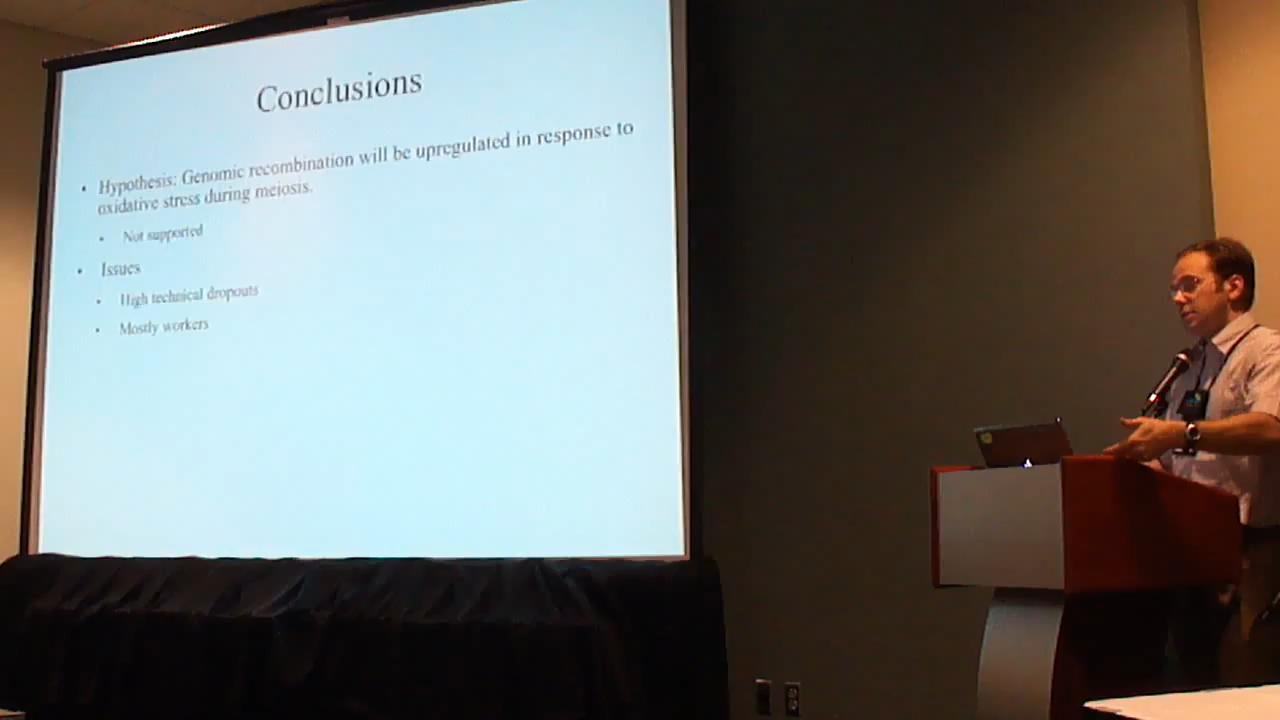 Conclusions
• Hypothesis: Genomic recombination will be upregulated in response to
oxidative stress during meiosis.
• Not supported
• Issues
• High technical dropouts
• Mostly workers